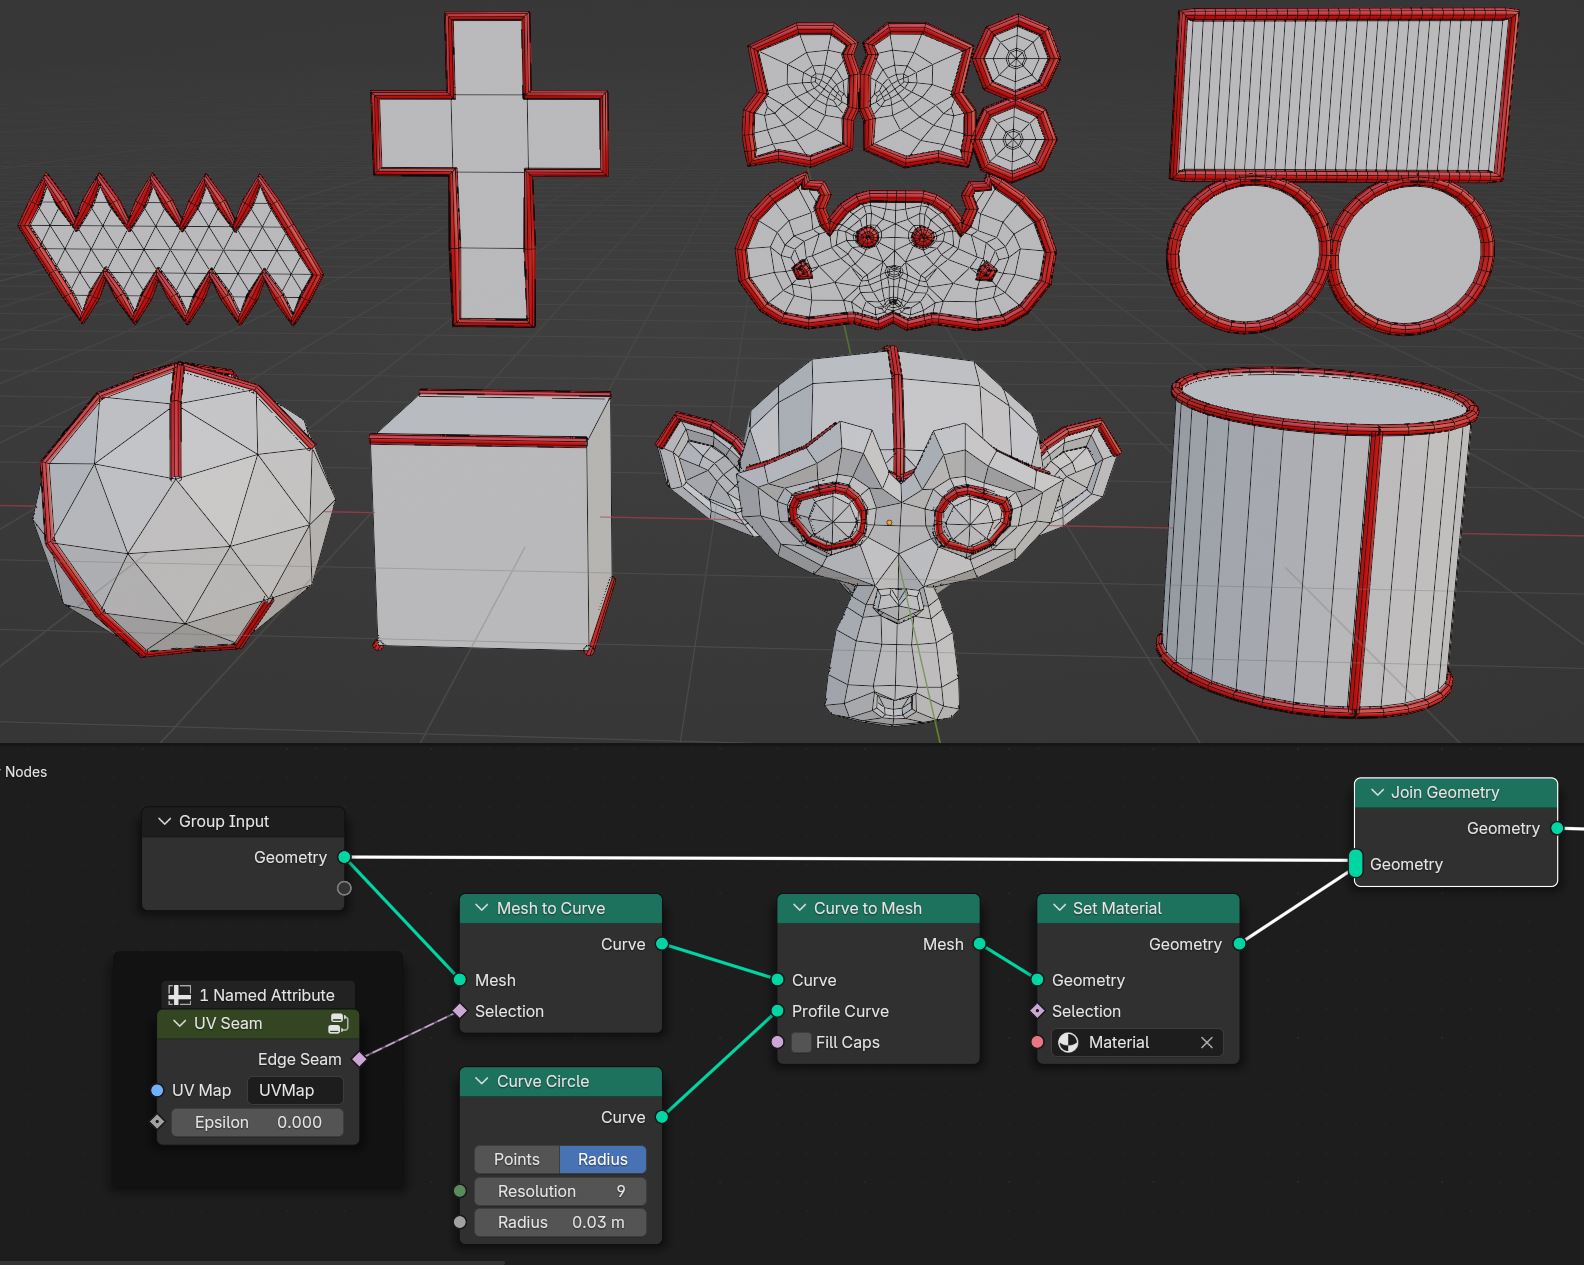 Nodes
Group Input
Geometry
1 Named Attribute
UV Seam
Edge Seam
UV Map UVMap
Epsilon 0.000
Mesh to Curve
Curve
Mesh
Selection
Curve Circle
Curve
Points Radius
Resolution 9
Radius 0.03 m
Curve to Mesh
Mesh
Curve
Profile Curve
Fill Caps
Set Material
Geometry
Geometry
Selection
Material
Join Geometry
Geometry
Geometry